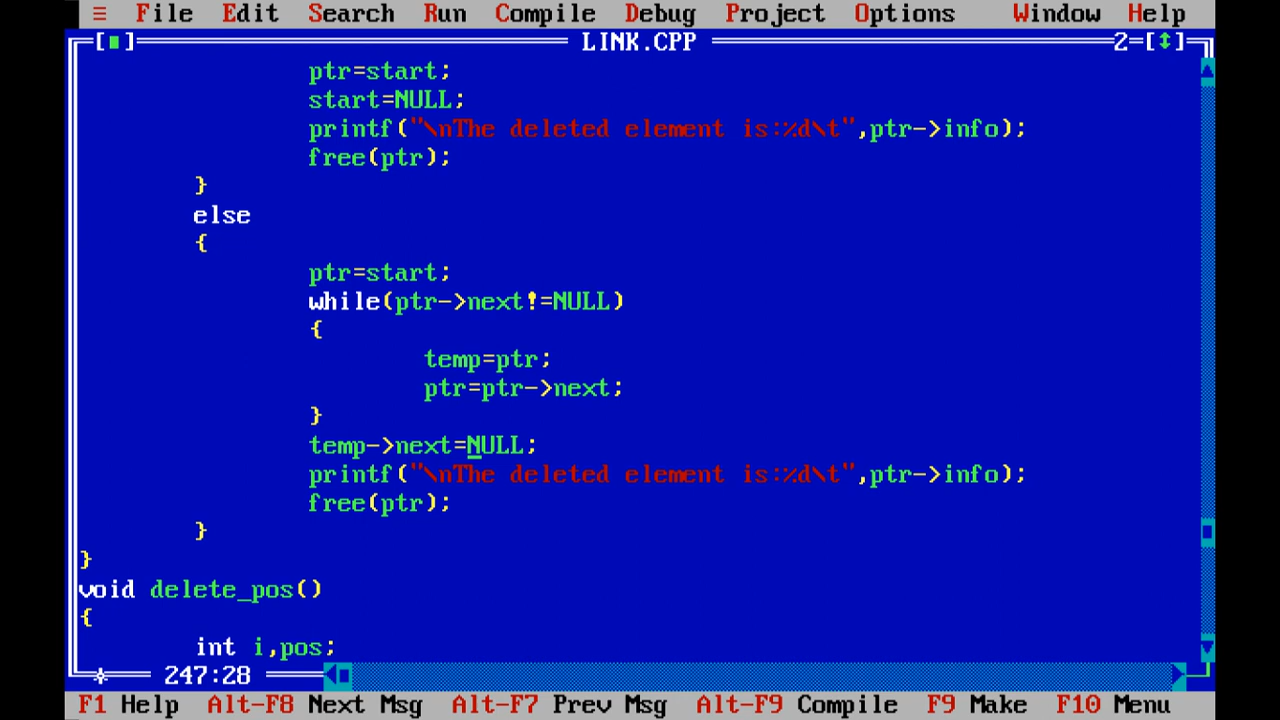 ≡ File Edit Search Run Compile Debug Project Options Window Help
[■] LINK.CPP 2=[↕]
ptr=start;
start=NULL;
printf("\nThe deleted element is:%d\t",ptr->info);
free(ptr);
}
else
{
ptr=start;
while(ptr->next!=NULL)
{
temp=ptr;
ptr=ptr->next;
}
temp->next=NULL;
printf("\nThe deleted element is:%d\t",ptr->info);
free(ptr);
}
}
void delete_pos()
{
int i,pos;
247:28
F1 Help Alt-F8 Next Msg Alt-F7 Prev Msg Alt-F9 Compile F9 Make F10 Menu